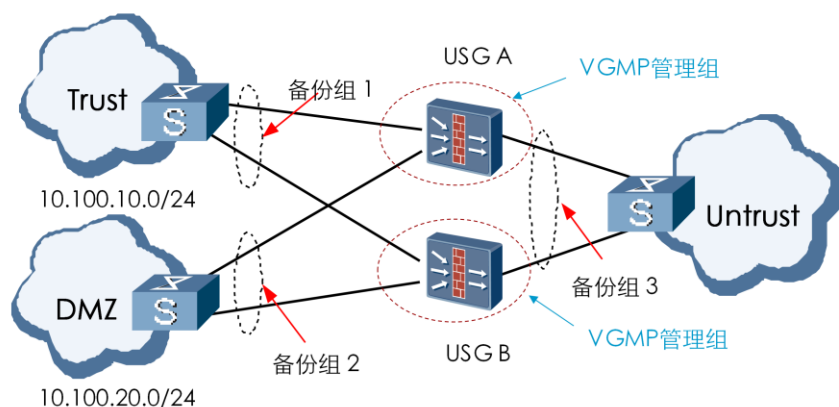 USG A
VGMP管理组
备份组 1
Trust
S
10.100.10.0/24
S
Untrust
DMZ
S
备份组 3
备份组 2
USG B
VGMP管理组
10.100.20.0/24